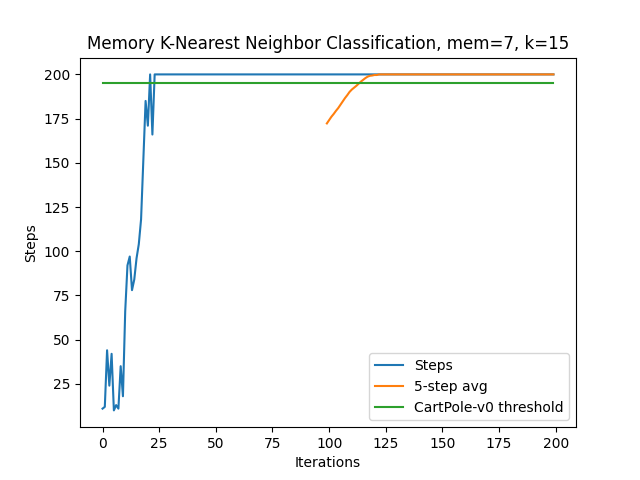 Memory K-Nearest Neighbor Classification, mem=7, k=15
200
175
150
125
100
75
50
25
Steps
0
25
50
75
100
125
150
175
200
Iterations
Steps
5-step avg
CartPole-v0 threshold